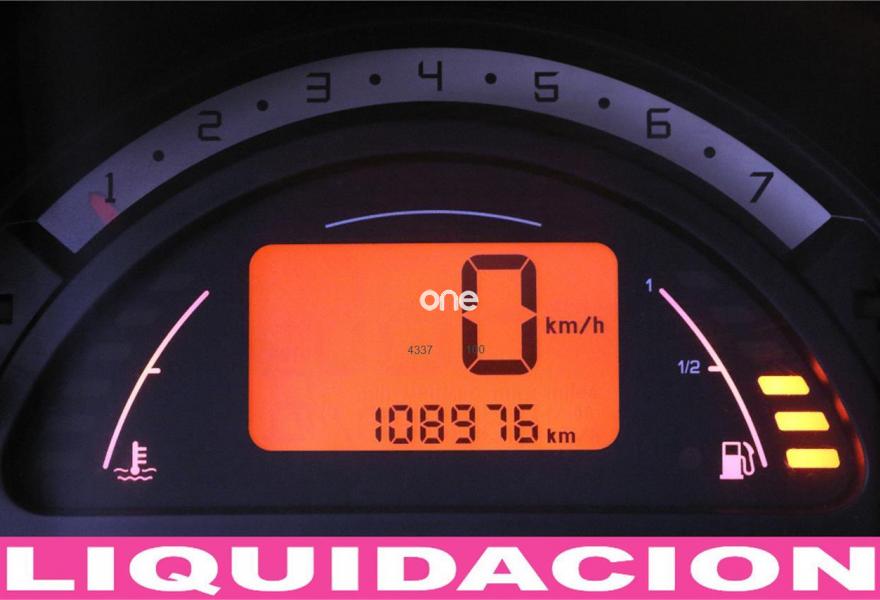 1 2 3 4 5 6 7
one
0 km/h
4337 100
108976 km
1
1/2
LIQUIDACION